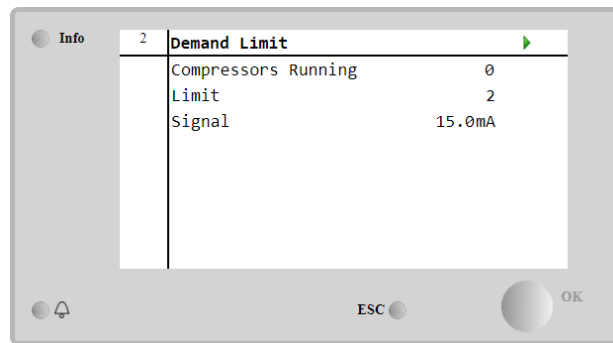 Info
2 Demand Limit
Compressors Running 0
Limit 2
Signal 15.0mA
ESC
OK